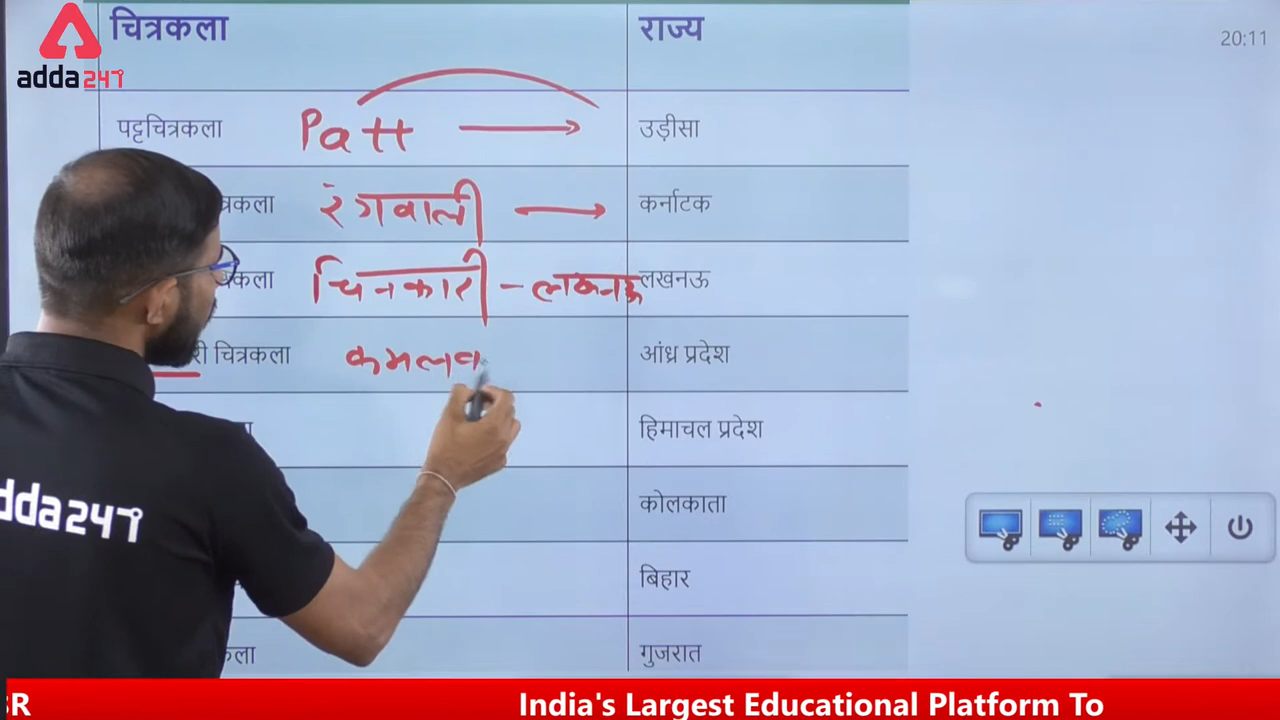 चित्रकला राज्य
20:11
adda247
पट्टचित्रकला Patt उड़ीसा
त्रकला रंगवाली कर्नाटक
कला चिनकारी - लखनऊ लखनऊ
री चित्रकला कमलव आंध्र प्रदेश
हिमाचल प्रदेश
कोलकाता
dda247
बिहार
कला गुजरात
SR India's Largest Educational Platform To